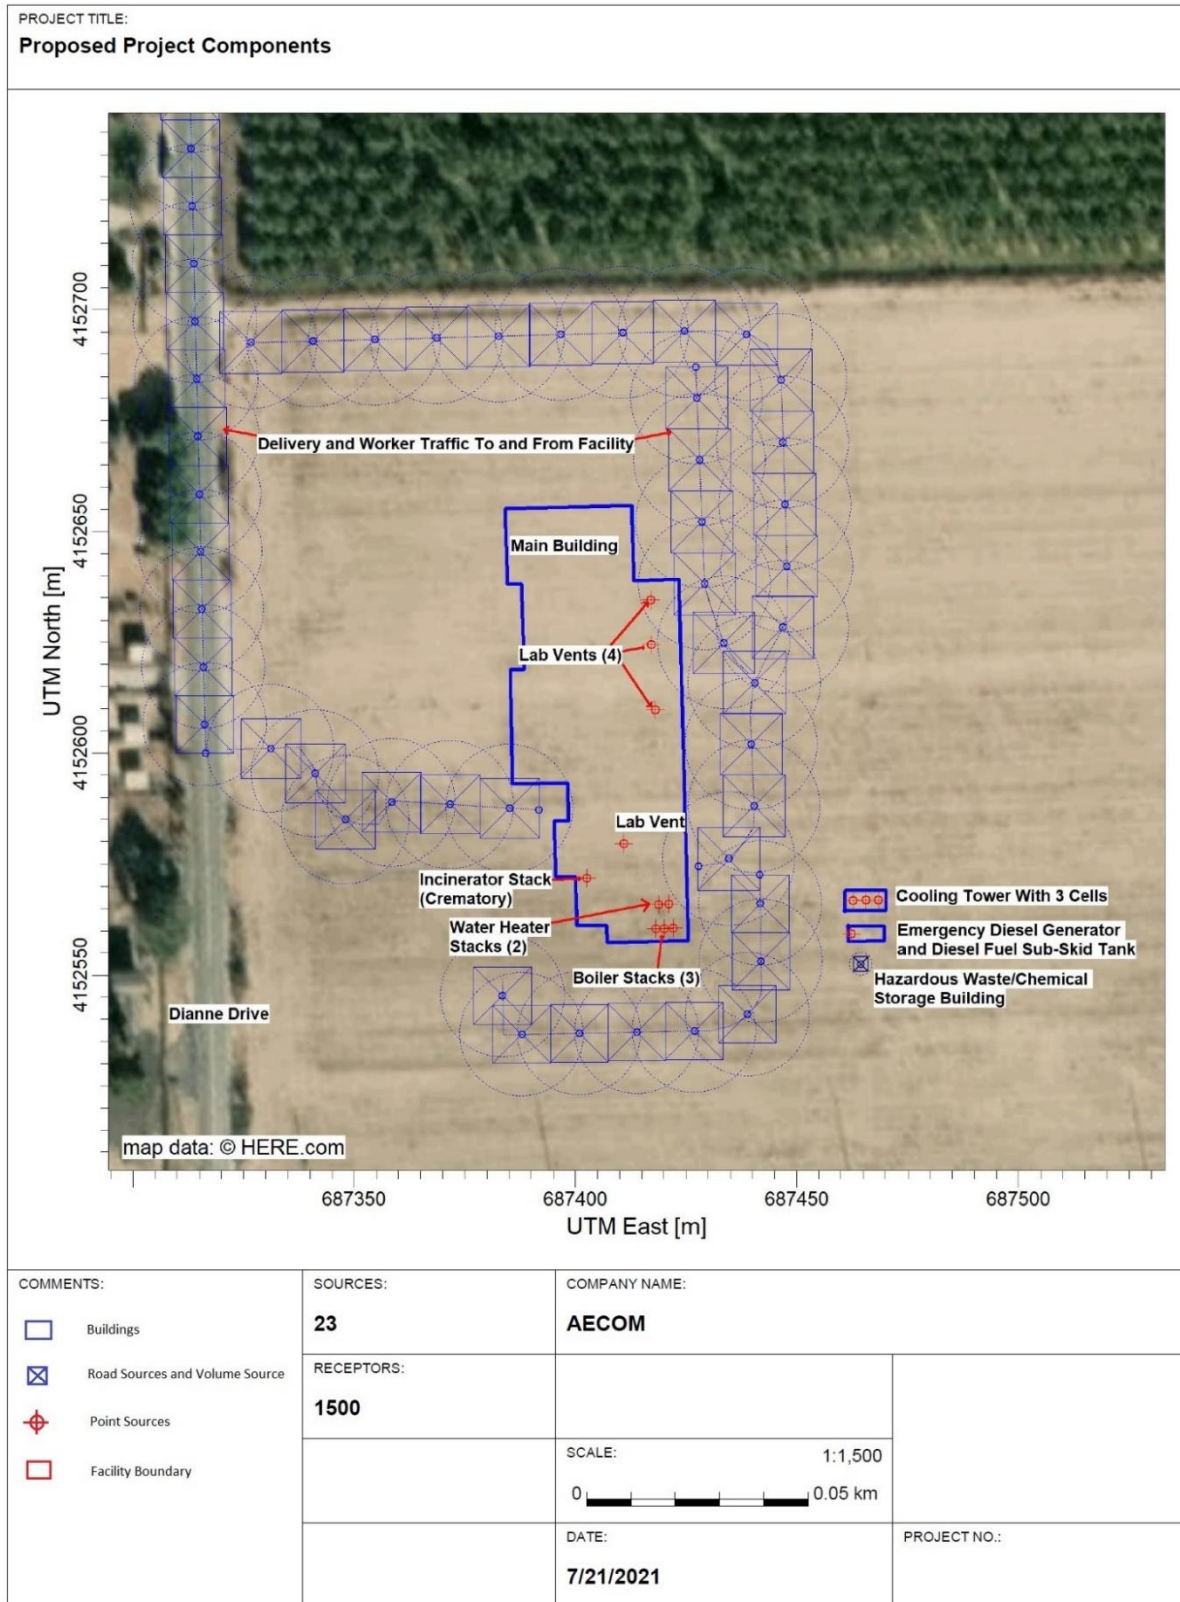 PROJECT TITLE:
Proposed Project Components
UTM North [m]
4152700
4152650
4152600
4152550
Delivery and Worker Traffic To and From Facility
Main Building
Lab Vents (4)
Lab Vent
Incinerator Stack
(Crematory)
Water Heater
Stacks (2)
Boiler Stacks (3)
Cooling Tower With 3 Cells
Emergency Diesel Generator
and Diesel Fuel Sub-Skid Tank
Hazardous Waste/Chemical
Storage Building
Dianne Drive
map data: © HERE.com
687350
687400
687450
687500
UTM East [m]
COMMENTS:
Buildings
Road Sources and Volume Source
Point Sources
Facility Boundary
SOURCES:
23
RECEPTORS:
1500
COMPANY NAME:
AECOM
SCALE:
1:1,500
0
0.05 km
DATE:
7/21/2021
PROJECT NO.: